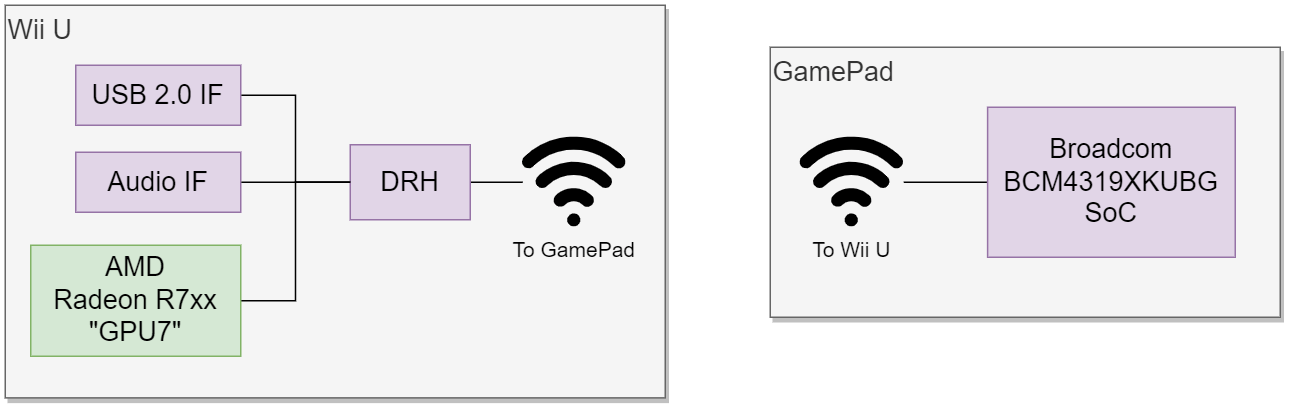 Wii U
USB 2.0 IF
Audio IF
AMD
Radeon R7xx
"GPU7"
DRH
To GamePad
GamePad
To Wii U
Broadcom
BCM4319XKUBG
SoC